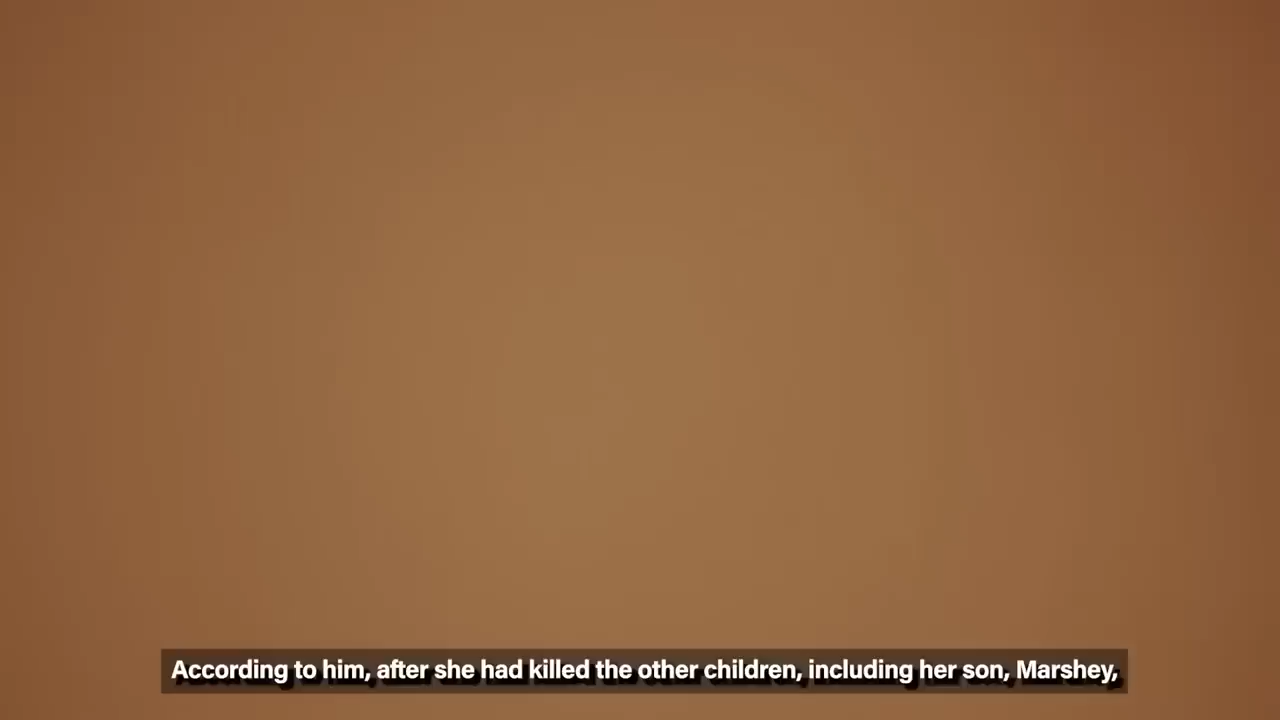 According to him, after she had killed the other children, including her son, Marshey,